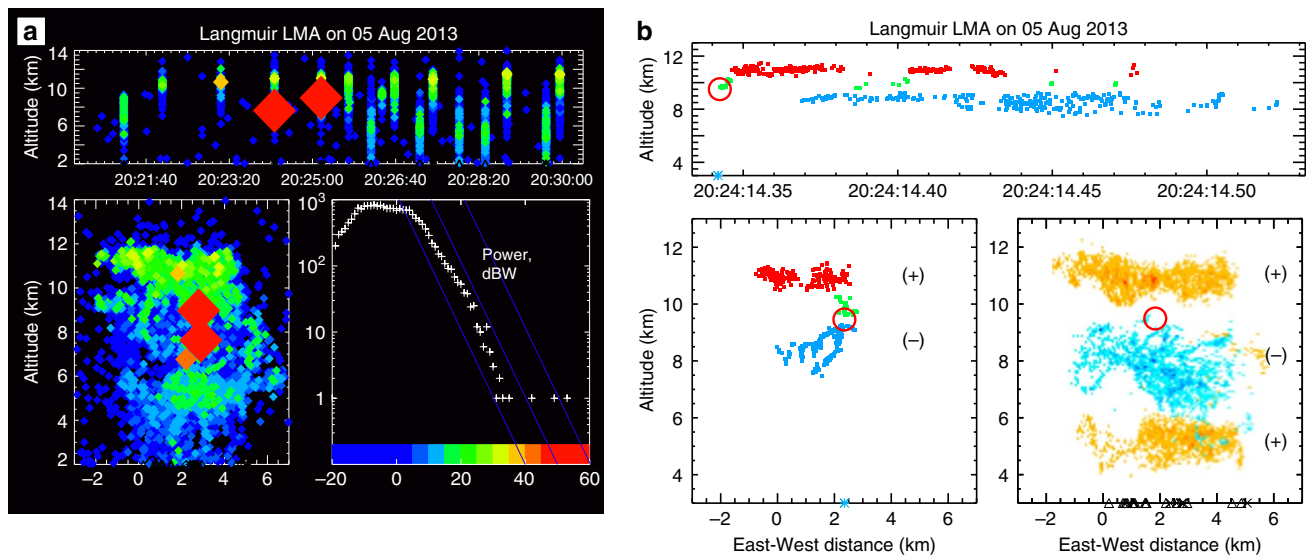 a
Langmuir LMA on 05 Aug 2013
Altitude (km)
14
10
6
2
20:21:40 20:23:20 20:25:00 20:26:40 20:28:20 20:30:00
Altitude (km)
14
12
10
8
6
4
2
−2 0 2 4 6
10³
10²
10
1
Power,
dBW
−20 0 20 40 60
b
Langmuir LMA on 05 Aug 2013
Altitude (km)
12
8
4
20:24:14.35 20:24:14.40 20:24:14.45 20:24:14.50
Altitude (km)
12
10
8
6
4
(+)
(−)
−2 0 2 4 6
East-West distance (km)
Altitude (km)
12
10
8
6
4
(+)
(−)
(+)
−2 0 2 4 6
East-West distance (km)